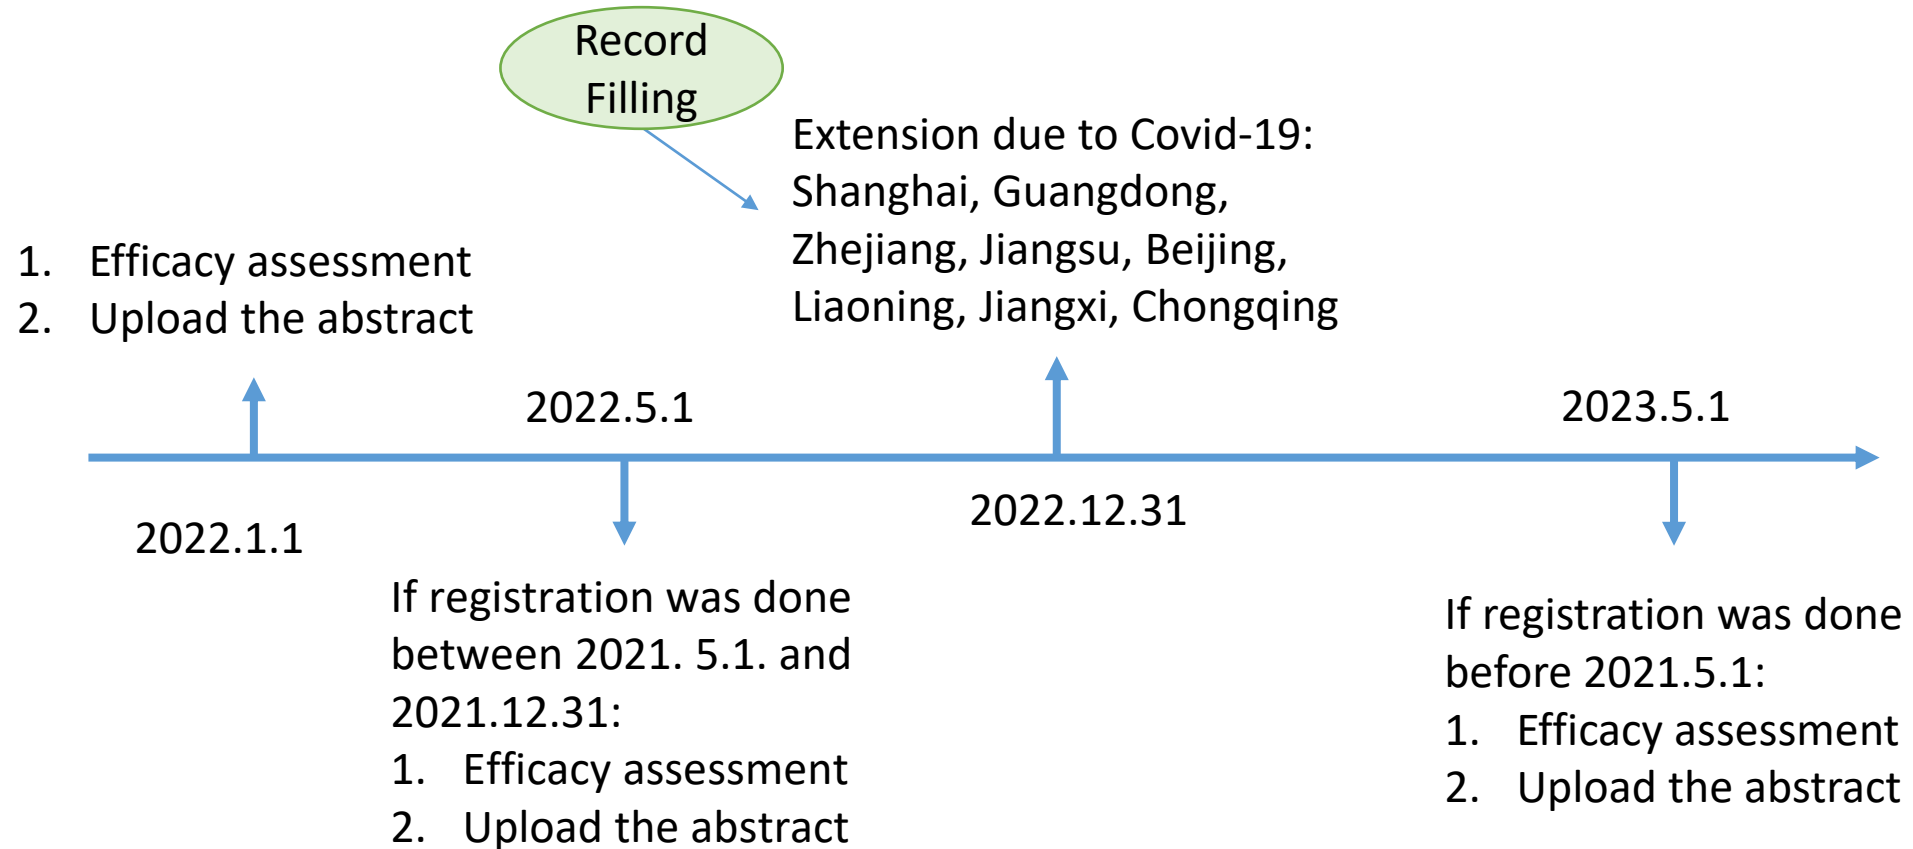 Record
Filling
Extension due to Covid-19:
Shanghai, Guangdong,
Zhejiang, Jiangsu, Beijing,
Liaoning, Jiangxi, Chongqing
1. Efficacy assessment
2. Upload the abstract
2022.5.1
2023.5.1
2022.1.1
2022.12.31
If registration was done
between 2021. 5.1. and
2021.12.31:
1. Efficacy assessment
2. Upload the abstract
If registration was done
before 2021.5.1:
1. Efficacy assessment
2. Upload the abstract